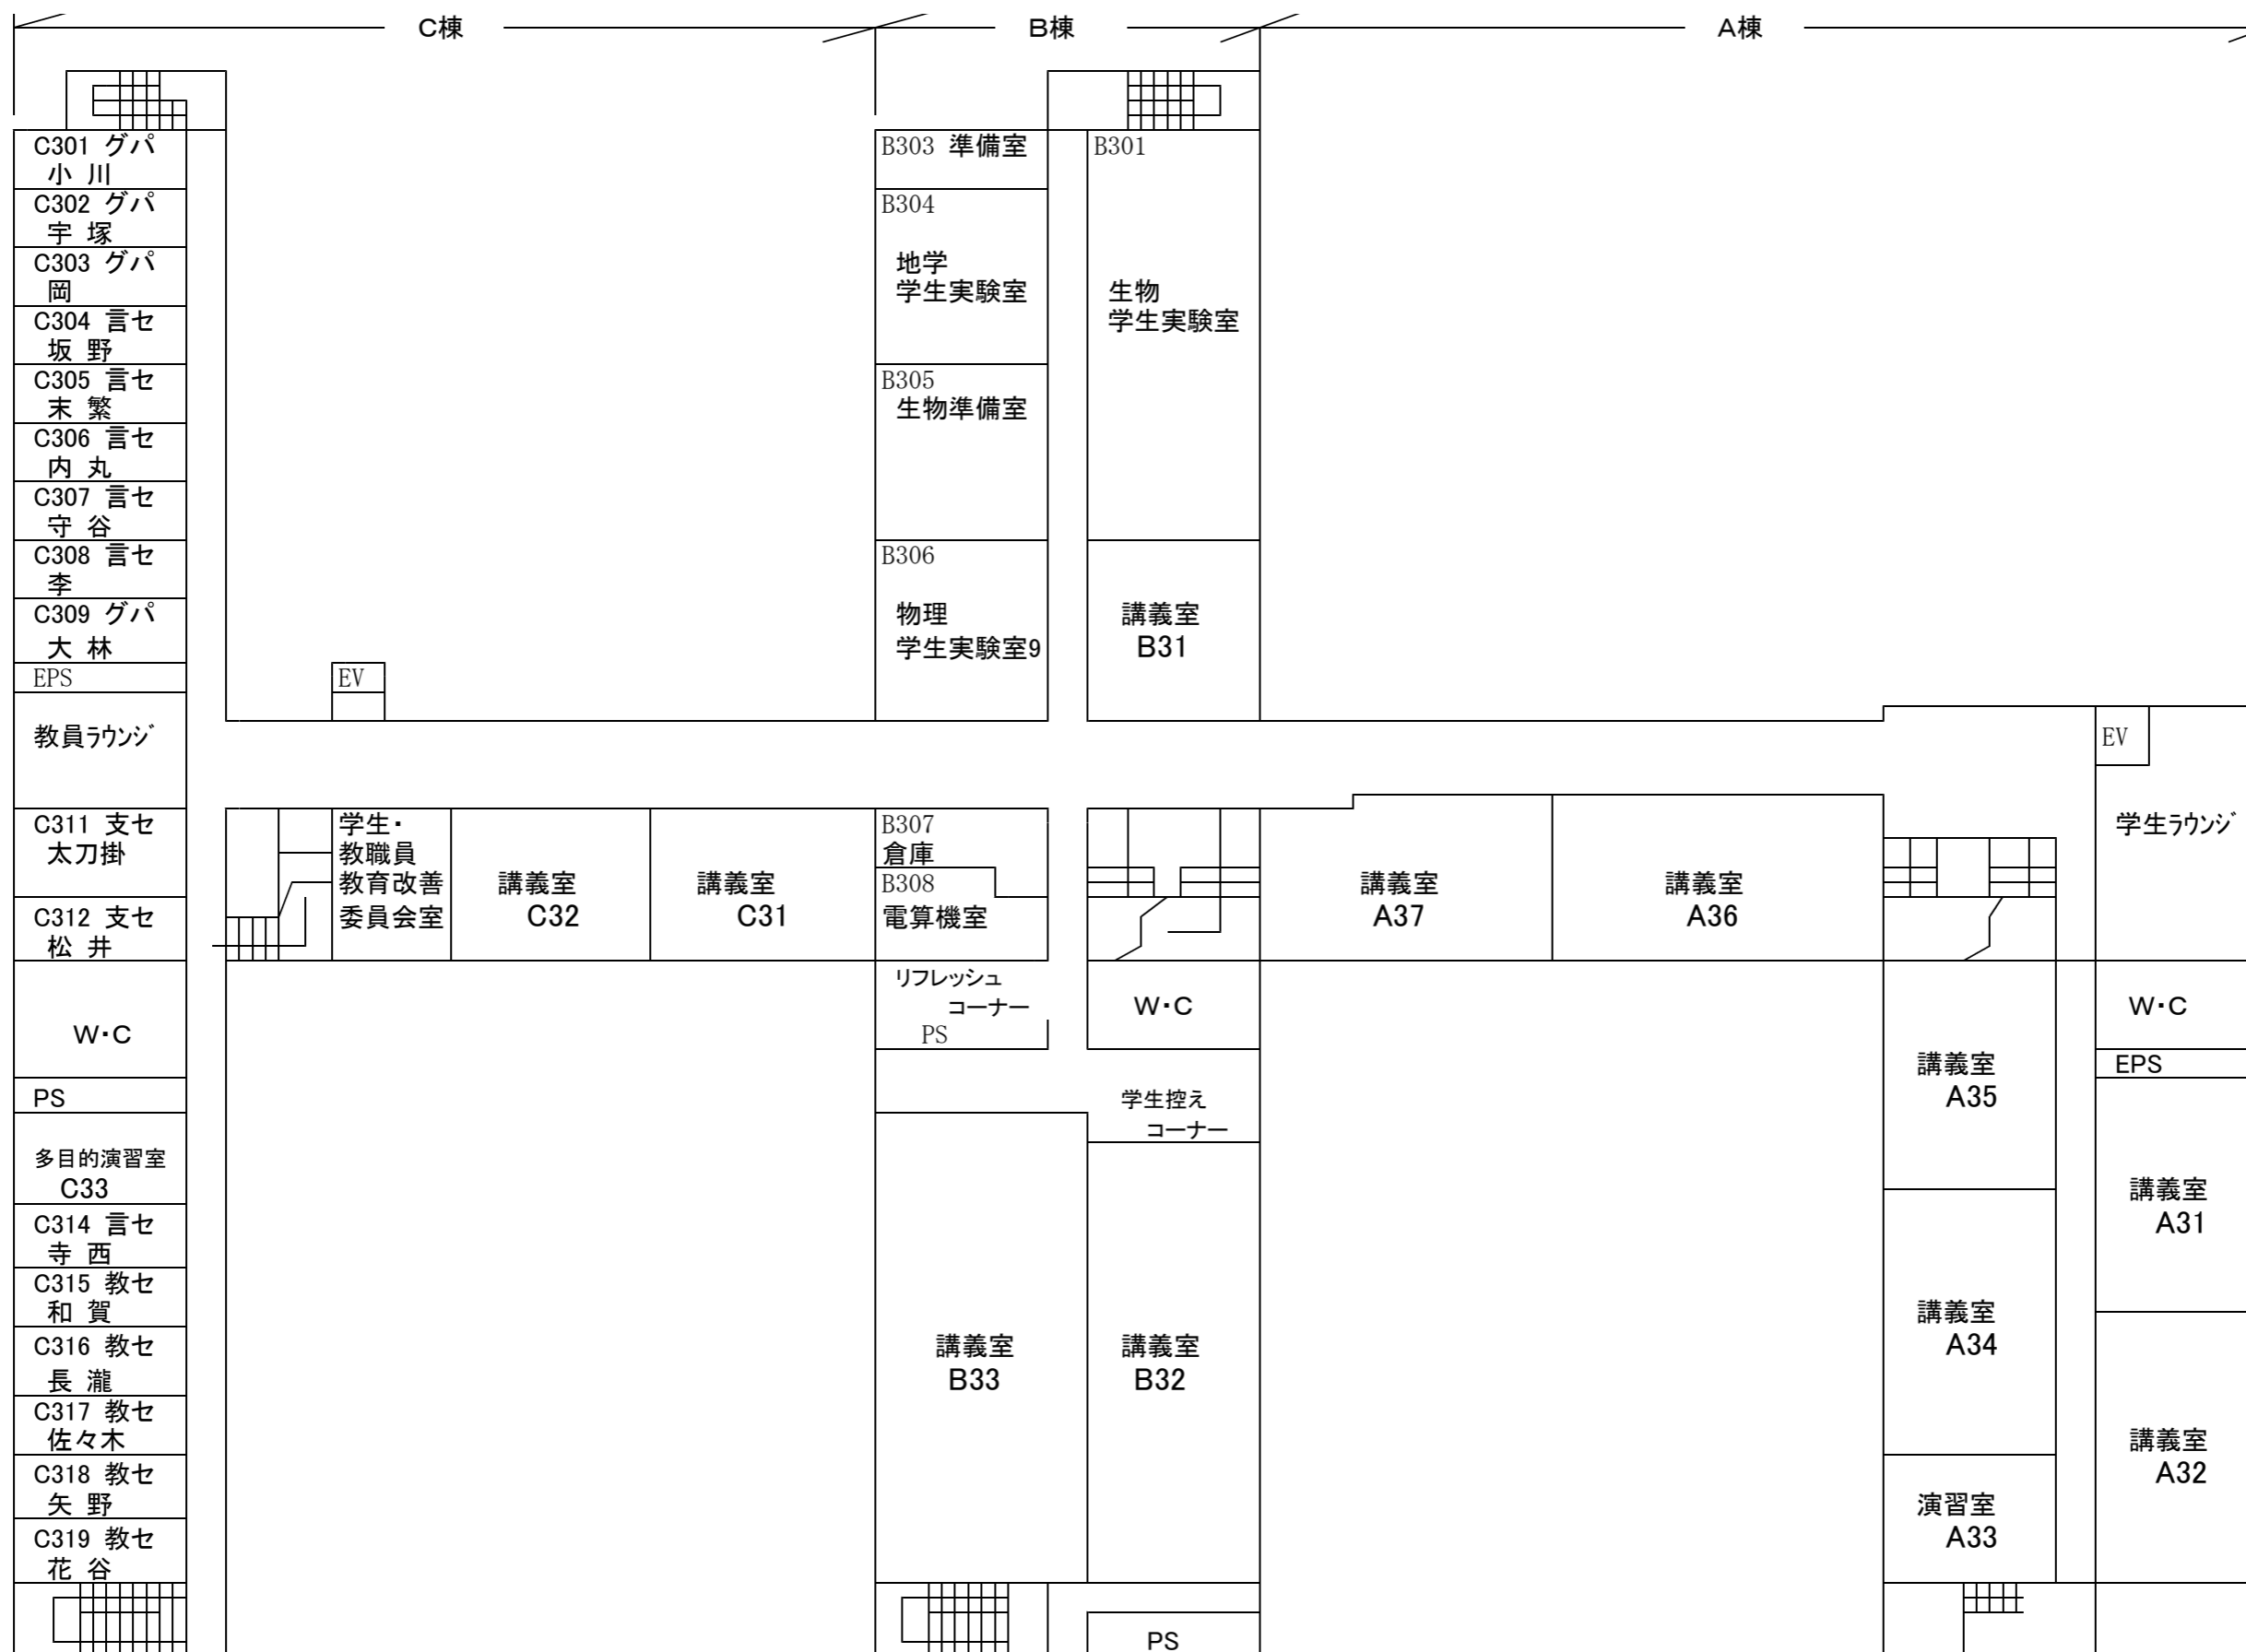 C棟
B棟
A棟
C301 グパ
小 川
C302 グパ
宇 塚
C303 グパ
岡
C304 言セ
坂 野
C305 言セ
末 繁
C306 言セ
内 丸
C307 言セ
守 谷
C308 言セ
李
C309 グパ
大 林
EPS
教員ラウンジ
C311 支セ
太刀掛
C312 支セ
松 井
W・C
PS
多目的演習室
C33
C314 言セ
寺 西
C315 教セ
和 賀
C316 教セ
長 瀧
C317 教セ
佐々木
C318 教セ
矢 野
C319 教セ
花 谷
EV
学生・
教職員
教育改善
委員会室
講義室
C32
講義室
C31
B303 準備室
B304
地学
学生実験室
B305
生物準備室
B306
物理
学生実験室9
B307
倉庫
B308
電算機室
リフレッシュ
コーナー
PS
講義室
B33
B301
生物
学生実験室
講義室
B31
W・C
学生控え
コーナー
講義室
B32
PS
講義室
A37
講義室
A36
講義室
A35
講義室
A34
演習室
A33
EV
学生ラウンジ
W・C
EPS
講義室
A31
講義室
A32